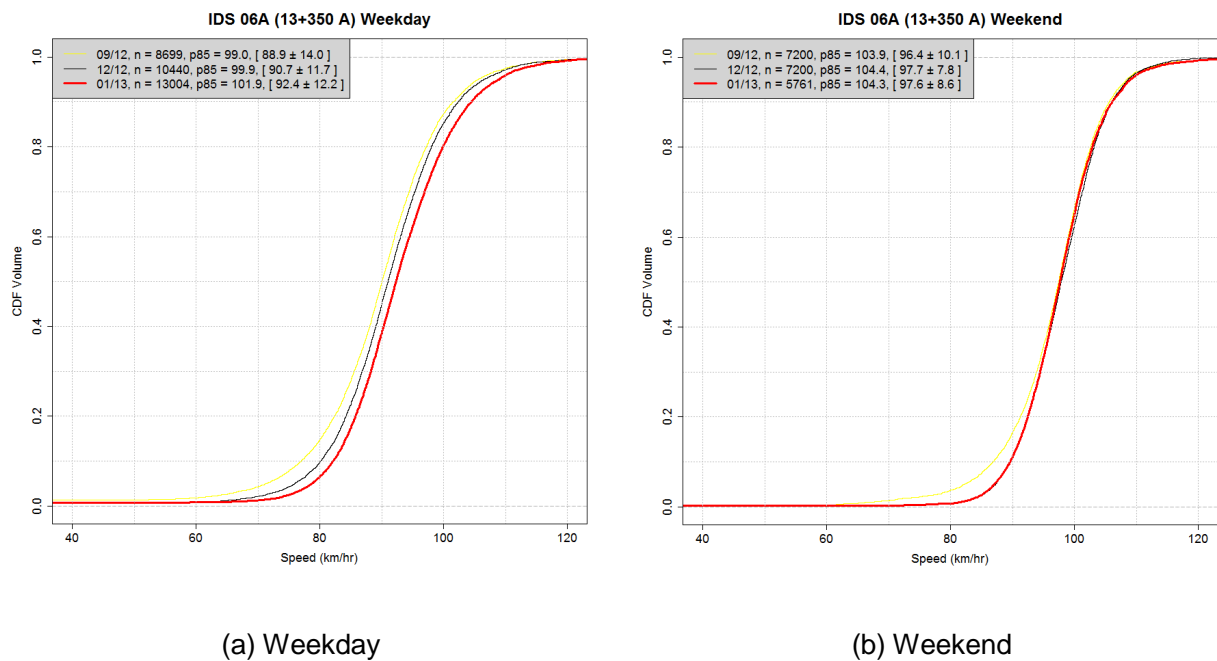 IDS 06A (13+350 A) Weekday
09/12, n = 8699, p85 = 99.0, [ 88.9 ± 14.0 ]
12/12, n = 10440, p85 = 99.9, [ 90.7 ± 11.7 ]
01/13, n = 13004, p85 = 101.9, [ 92.4 ± 12.2 ]
CDF Volume
1.0
0.8
0.6
0.4
0.2
0.0
40 60 80 100 120
Speed (km/hr)
(a) Weekday
IDS 06A (13+350 A) Weekend
09/12, n = 7200, p85 = 103.9, [ 96.4 ± 10.1 ]
12/12, n = 7200, p85 = 104.4, [ 97.7 ± 7.8 ]
01/13, n = 5761, p85 = 104.3, [ 97.6 ± 8.6 ]
CDF Volume
1.0
0.8
0.6
0.4
0.2
0.0
40 60 80 100 120
Speed (km/hr)
(b) Weekend